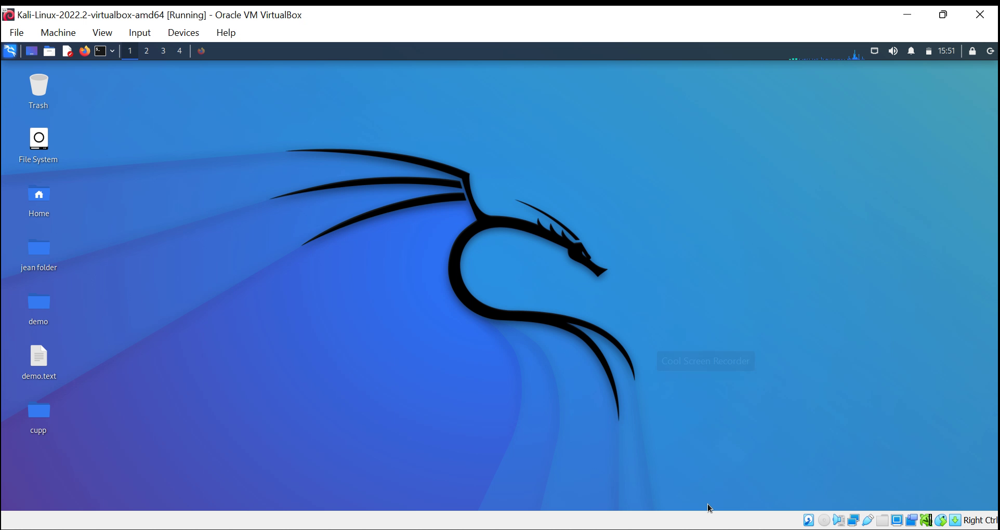 Kali-Linux-2022.2-virtualbox-amd64 [Running] - Oracle VM VirtualBox
File Machine View Input Devices Help
1 2 3 4 15:51
Trash
File System
Home
jean folder
demo
Cool Screen Recorder
demo.text
cupp
Right Ctrl